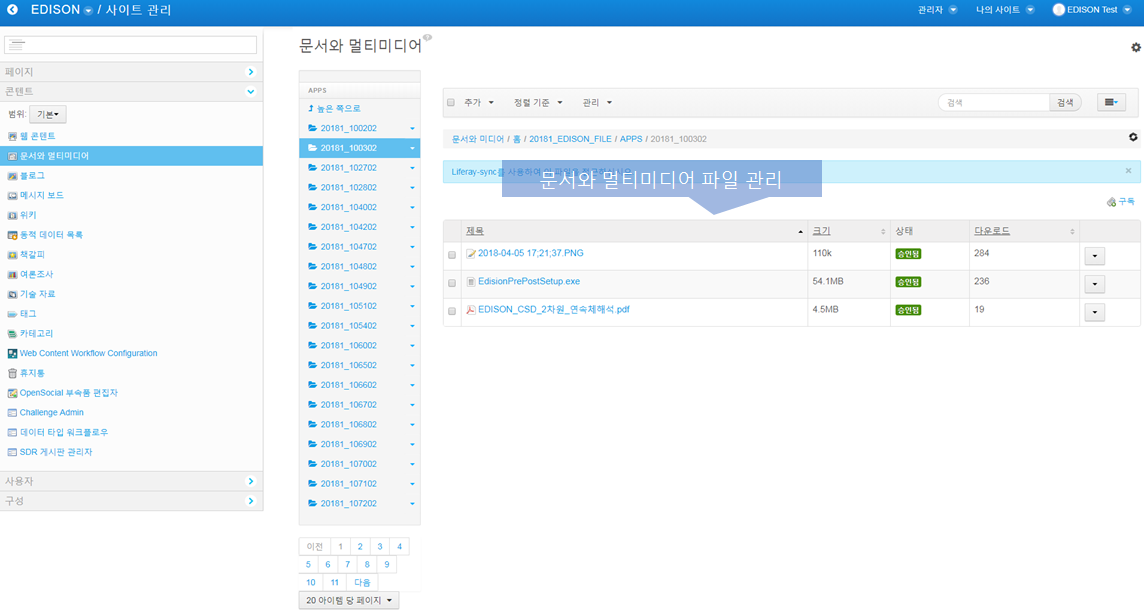 EDISON / 사이트 관리
관리자 나의 사이트 EDISON Test
페이지
콘텐트
범위: 기본
웹 콘텐트
문서와 멀티미디어
블로그
메시지 보드
위키
동적 데이터 목록
책갈피
여론조사
기술 자료
태그
카테고리
Web Content Workflow Configuration
휴지통
OpenSocial 부속품 편집자
Challenge Admin
데이터 타입 워크플로우
SDR 게시판 관리자
사용자
구성
문서와 멀티미디어
APPS
높은 쪽으로
20181_100202
20181_100302
20181_102702
20181_102802
20181_104002
20181_104202
20181_104702
20181_104802
20181_104902
20181_105102
20181_105402
20181_106002
20181_106502
20181_106602
20181_106702
20181_106802
20181_106902
20181_107002
20181_107102
20181_107202
이전 1 2 3 4
5 6 7 8 9
10 11 다음
20 아이템 당 페이지
추가 정렬 기준 관리 검색 검색
문서와 미디어 / 홈 / 20181_EDISON_FILE / APPS / 20181_100302
Liferay-sync를
문서와 멀티미디어 파일 관리
구독
제목 크기 상태 다운로드
2018-04-05 17;21;37.PNG 110k 승인됨 284
EdisionPrePostSetup.exe 54.1MB 승인됨 236
EDISON_CSD_2차원_연속체해석.pdf 4.5MB 승인됨 19